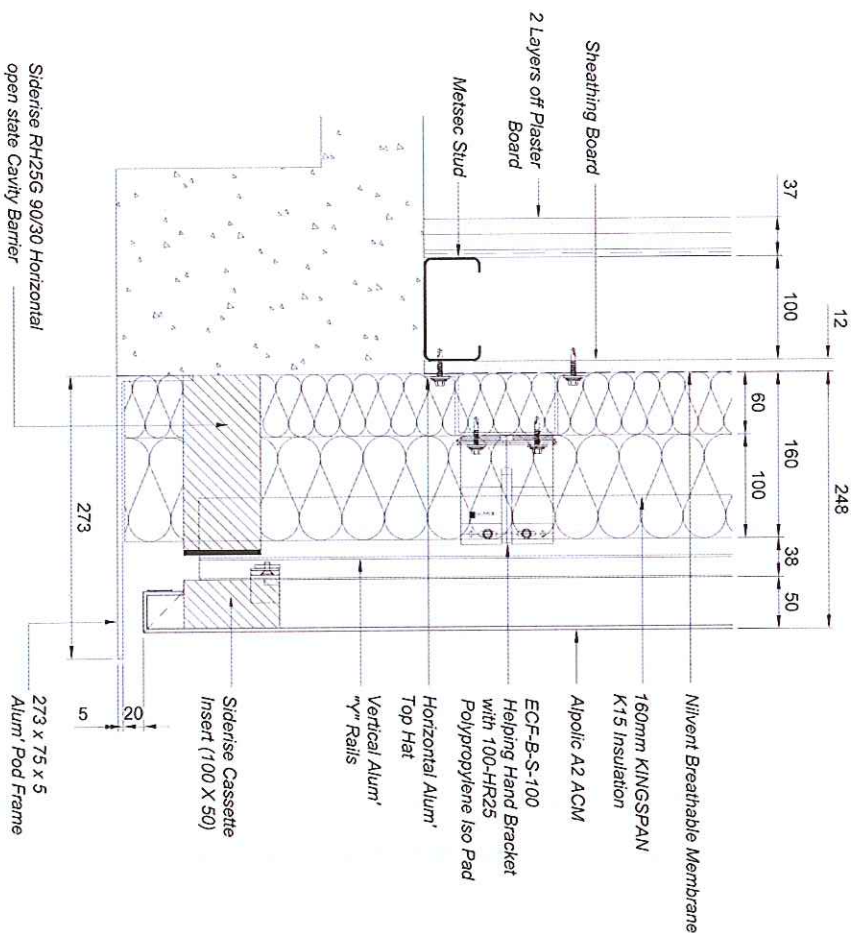 Sheathing Board
2 Layers off Plaster
Board
Metsec Stud
37
100
12
248
160
60
100
38
50
Nilvent Breathable Membrane
160mm KINGSPAN
K15 Insulation
Alpolic A2 ACM
ECF-B-S-100
Helping Hand Bracket
with 100-HR25
Polypropylene Iso Pad
Horizontal Alum'
Top Hat
Vertical Alum'
"Y" Rails
Siderise Cassette
Insert (100 X 50)
273 x 75 x 5
Alum' Pod Frame
20
5
273
Siderise RH25G 90/30 Horizontal
open state Cavity Barrier